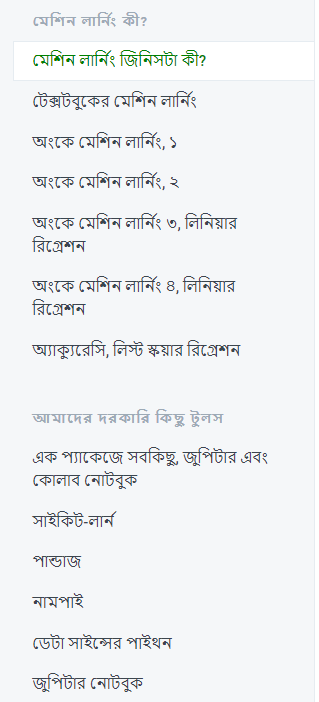 মেশিন লার্নিং কী?
মেশিন লার্নিং জিনিসটা কী?
টেক্সটবুকের মেশিন লার্নিং
অংকে মেশিন লার্নিং, ১
অংকে মেশিন লার্নিং, ২
অংকে মেশিন লার্নিং ৩, লিনিয়ার
রিগ্রেশন
অংকে মেশিন লার্নিং ৪, লিনিয়ার
রিগ্রেশন
অ্যাক্যুরেসি, লিস্ট স্কয়ার রিগ্রেশন
আমাদের দরকারি কিছু টুলস
এক প্যাকেজে সবকিছু, জুপিটার এবং
কোলাব নোটবুক
সাইকিট-লার্ন
পান্ডাজ
নামপাই
ডেটা সাইন্সের পাইথন
জুপিটার নোটবুক